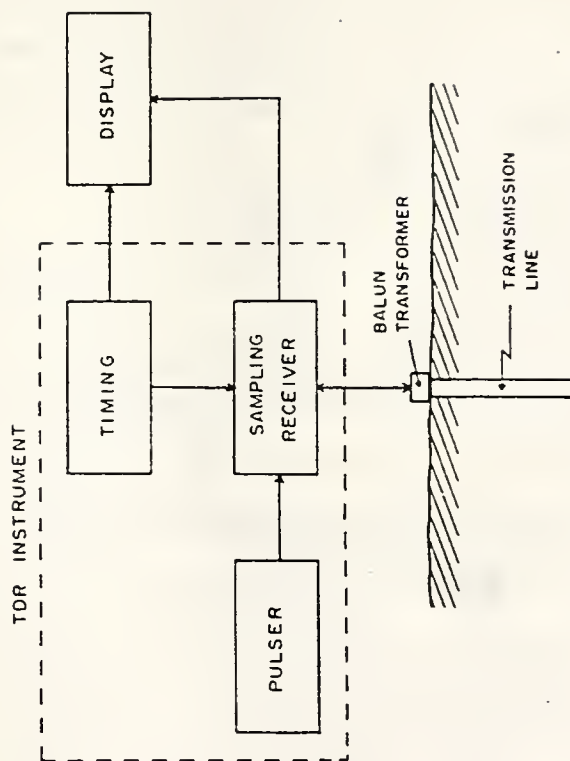 TDR INSTRUMENT
TIMING
DISPLAY
PULSER
SAMPLING
RECEIVER
BALUN
TRANSFORMER
TRANSMISSION
LINE